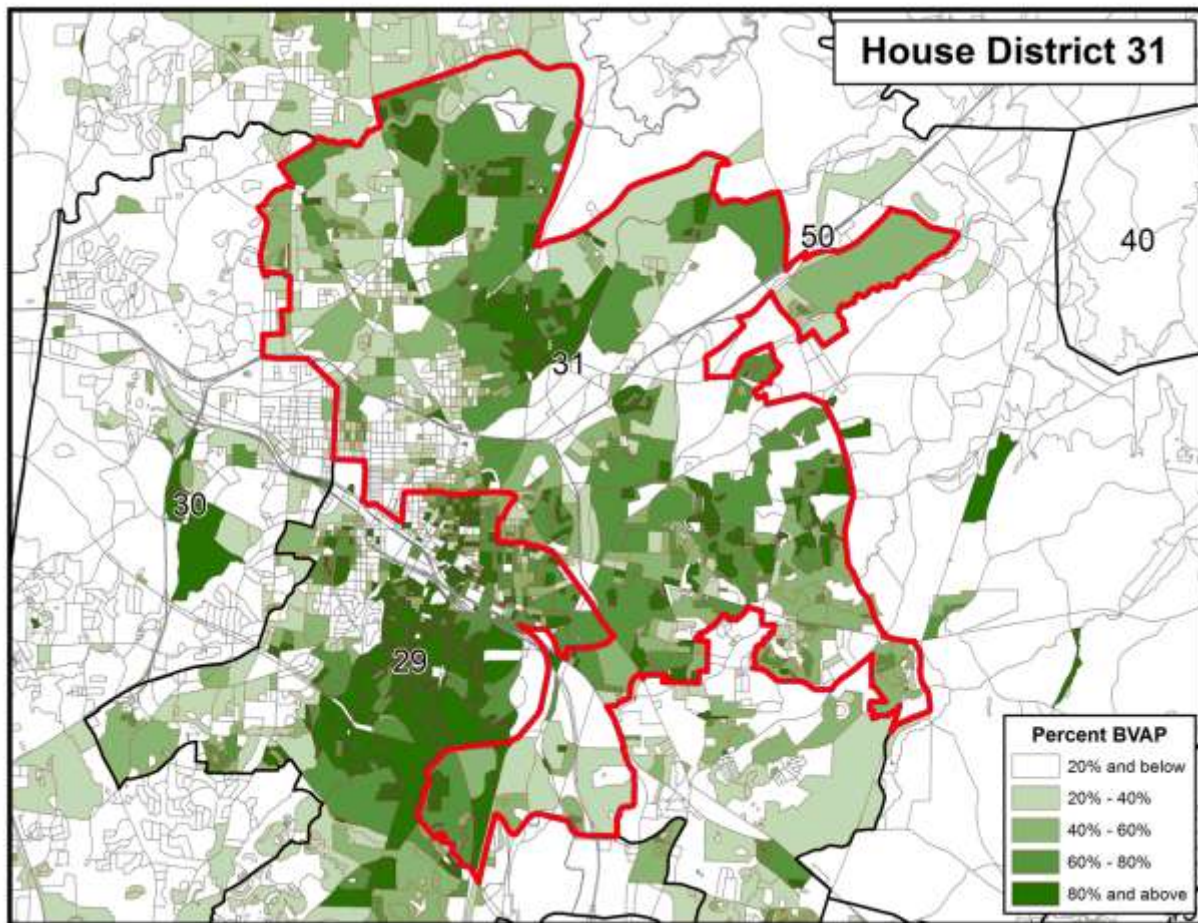 House District 31
50
40
31
30
29
Percent BVAP
20% and below
20% - 40%
40% - 60%
60% - 80%
80% and above